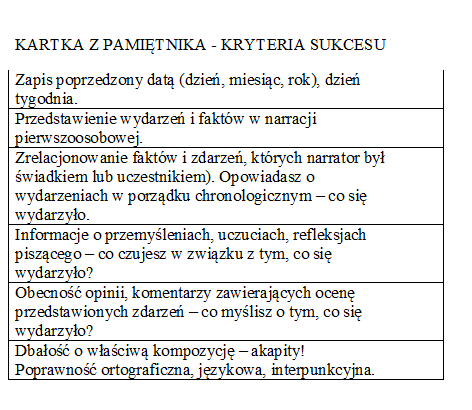 KARTKA Z PAMIĘTNIKA - KRYTERIA SUKCESU
Zapis poprzedzony datą (dzień, miesiąc, rok), dzień
tygodnia.
Przedstawienie wydarzeń i faktów w narracji
pierwszoosobowej.
Zrelacjonowanie faktów i zdarzeń, których narrator był
świadkiem lub uczestnikiem). Opowiadasz o
wydarzeniach w porządku chronologicznym – co się
wydarzyło.
Informacje o przemyśleniach, uczuciach, refleksjach
piszącego – co czujesz w związku z tym, co się
wydarzyło?
Obecność opinii, komentarzy zawierających ocenę
przedstawionych zdarzeń – co myślisz o tym, co się
wydarzyło?
Dbałość o właściwą kompozycję – akapity!
Poprawność ortograficzna, językowa, interpunkcyjna.